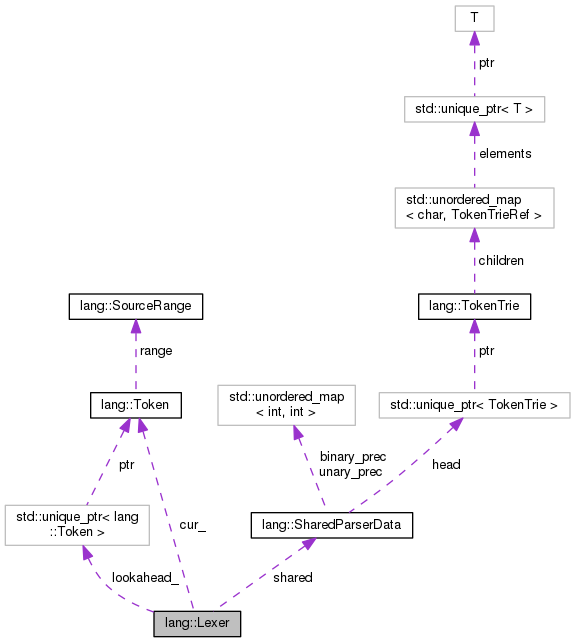 T
ptr
std::unique_ptr< T >
elements
std::unordered_map
< char, TokenTrieRef >
children
lang::SourceRange
lang::TokenTrie
range
ptr
lang::Token
std::unordered_map
< int, int >
std::unique_ptr< TokenTrie >
ptr
binary_prec
unary_prec
head
std::unique_ptr< lang
::Token >
cur_
lang::SharedParserData
lookahead_
shared
lang::Lexer